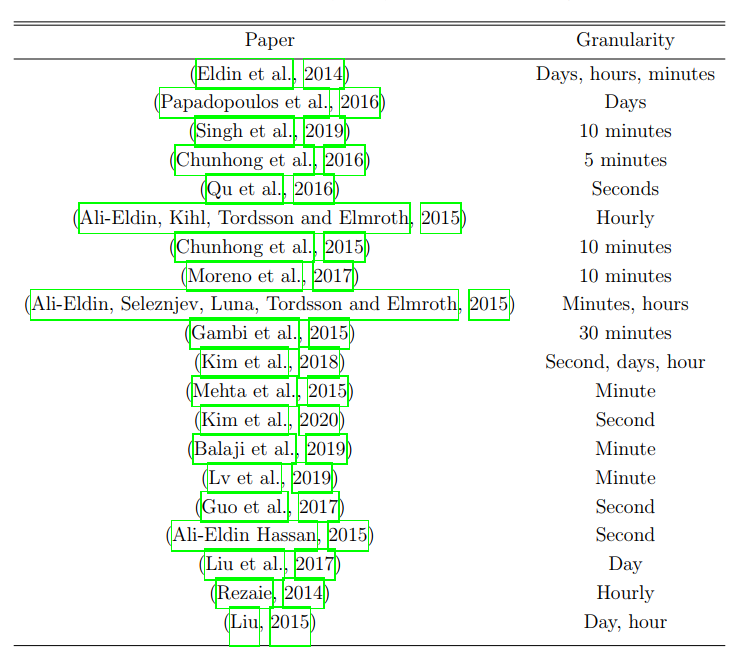 Paper Granularity
(Eldin et al., 2014) Days, hours, minutes
(Papadopoulos et al., 2016) Days
(Singh et al., 2019) 10 minutes
(Chunhong et al., 2016) 5 minutes
(Qu et al., 2016) Seconds
(Ali-Eldin, Kihl, Tordsson and Elmroth, 2015) Hourly
(Chunhong et al., 2015) 10 minutes
(Moreno et al., 2017) 10 minutes
(Ali-Eldin, Seleznjev, Luna, Tordsson and Elmroth, 2015) Minutes, hours
(Gambi et al., 2015) 30 minutes
(Kim et al., 2018) Second, days, hour
(Mehta et al., 2015) Minute
(Kim et al., 2020) Second
(Balaji et al., 2019) Minute
(Lv et al., 2019) Minute
(Guo et al., 2017) Second
(Ali-Eldin Hassan, 2015) Second
(Liu et al., 2017) Day
(Rezaie, 2014) Hourly
(Liu, 2015) Day, hour